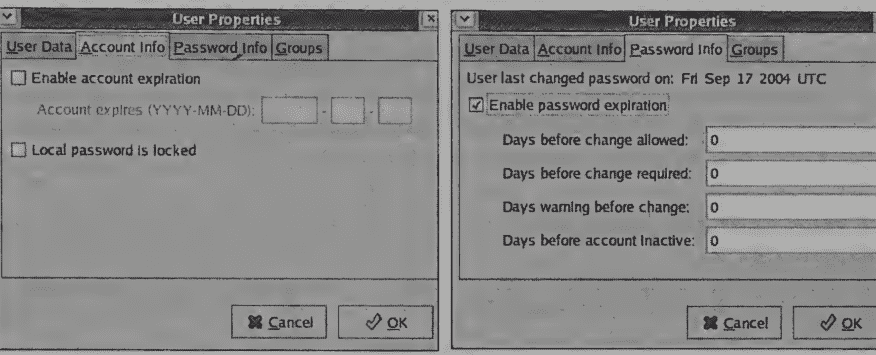 User Properties
User Data Account Info Password Info Groups
Enable account expiration
Account expires (YYYY-MM-DD): - -
Local password is locked
Cancel OK
User Properties
User Data Account Info Password Info Groups
User last changed password on: Fri Sep 17 2004 UTC
Enable password expiration
Days before change allowed: 0
Days before change required: 0
Days warning before change: 0
Days before account inactive: 0
Cancel OK